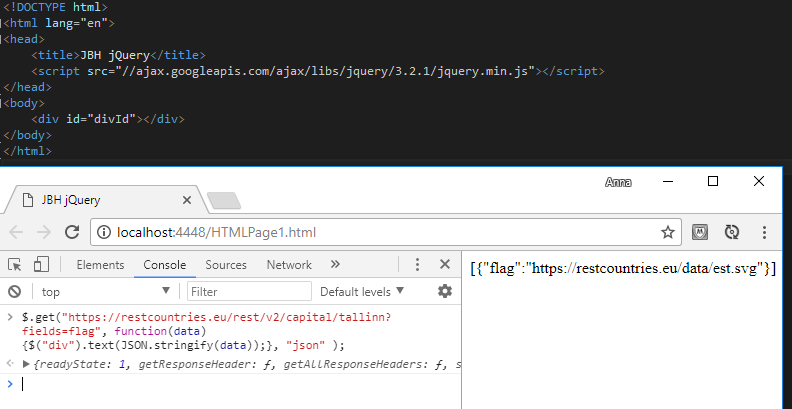 <!DOCTYPE html>
<html lang="en">
<head>
<title>JBH jQuery</title>
<script src="//ajax.googleapis.com/ajax/libs/jquery/3.2.1/jquery.min.js"></script>
</head>
<body>
<div id="divId"></div>
</body>
</html>
Anna
JBH jQuery
localhost:4448/HTMLPage1.html
Elements Console Sources Network »
top Filter Default levels
> $.get("https://restcountries.eu/rest/v2/capital/tallinn?
fields=flag", function(data)
{$("div").text(JSON.stringify(data));}, "json" );
{readyState: 1, getResponseHeader: ƒ, getAllResponseHeaders: ƒ, s
>
[{"flag":"https://restcountries.eu/data/est.svg"}]